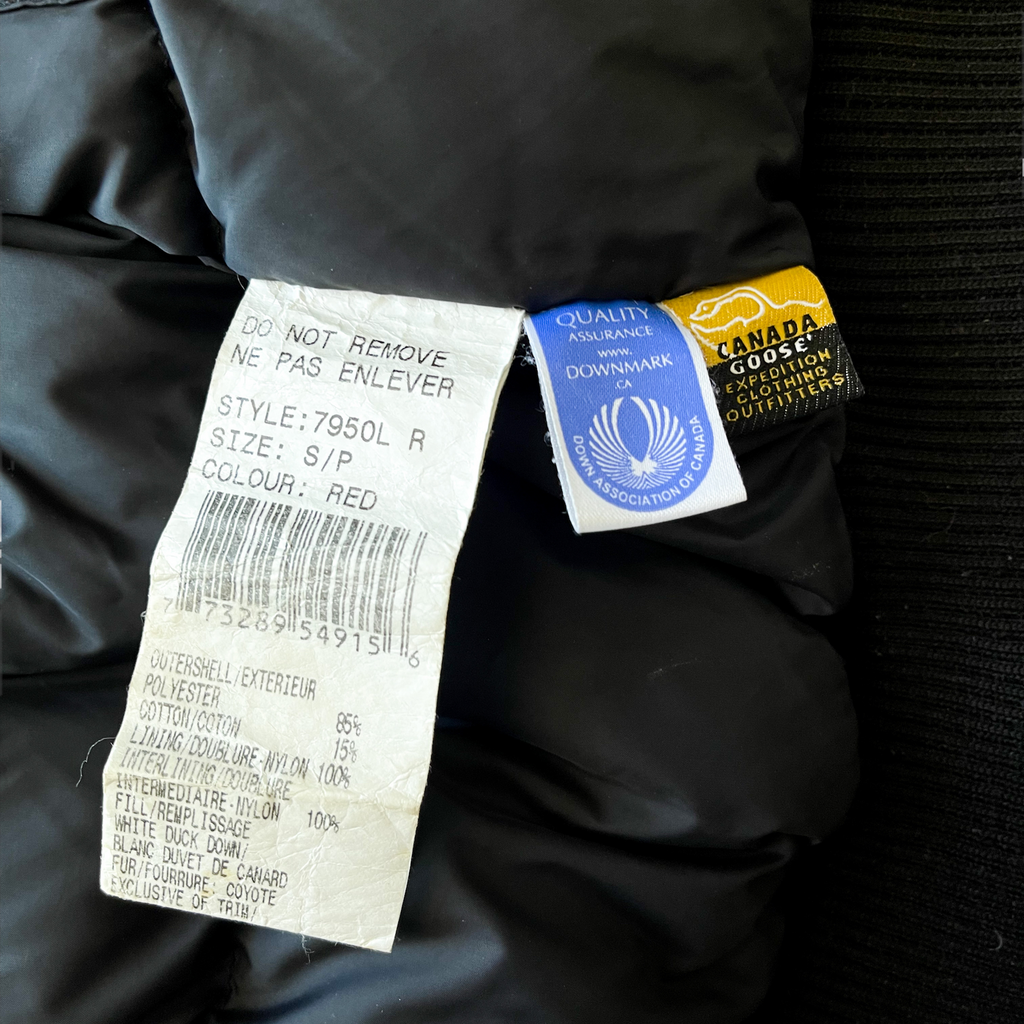 DO NOT REMOVE
NE PAS ENLEVER
STYLE:7950L R
SIZE: S/P
COLOUR: RED
7 73289 54915 6
OUTERSHELL/EXTERIEUR
POLYESTER 85%
COTTON/COTON 15%
LINING/DOUBLURE-NYLON 100%
INTERLINING/DOUBLURE
INTERMEDIAIRE-NYLON 100%
FILL/REMPLISSAGE
WHITE DUCK DOWN/
BLANC DUVET DE CANARD
FUR/FOURRURE: COYOTE
EXCLUSIVE OF TRIM/
QUALITY
ASSURANCE
www.
DOWNMARK
.CA
DOWN ASSOCIATION OF CANADA
CANADA
GOOSE®
EXPEDITION
CLOTHING
OUTFITTERS